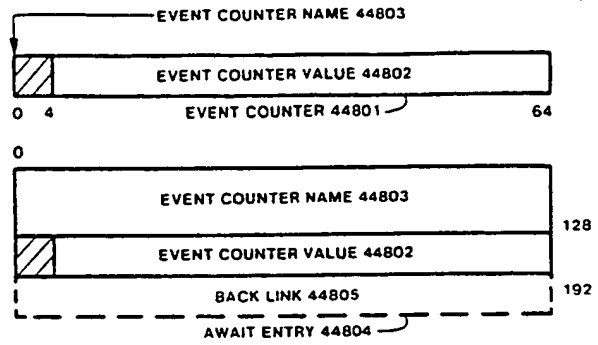 EVENT COUNTER NAME 44803
EVENT COUNTER VALUE 44802
0 4 EVENT COUNTER 44801 64
0
EVENT COUNTER NAME 44803
128
EVENT COUNTER VALUE 44802
BACK LINK 44805 192
AWAIT ENTRY 44804